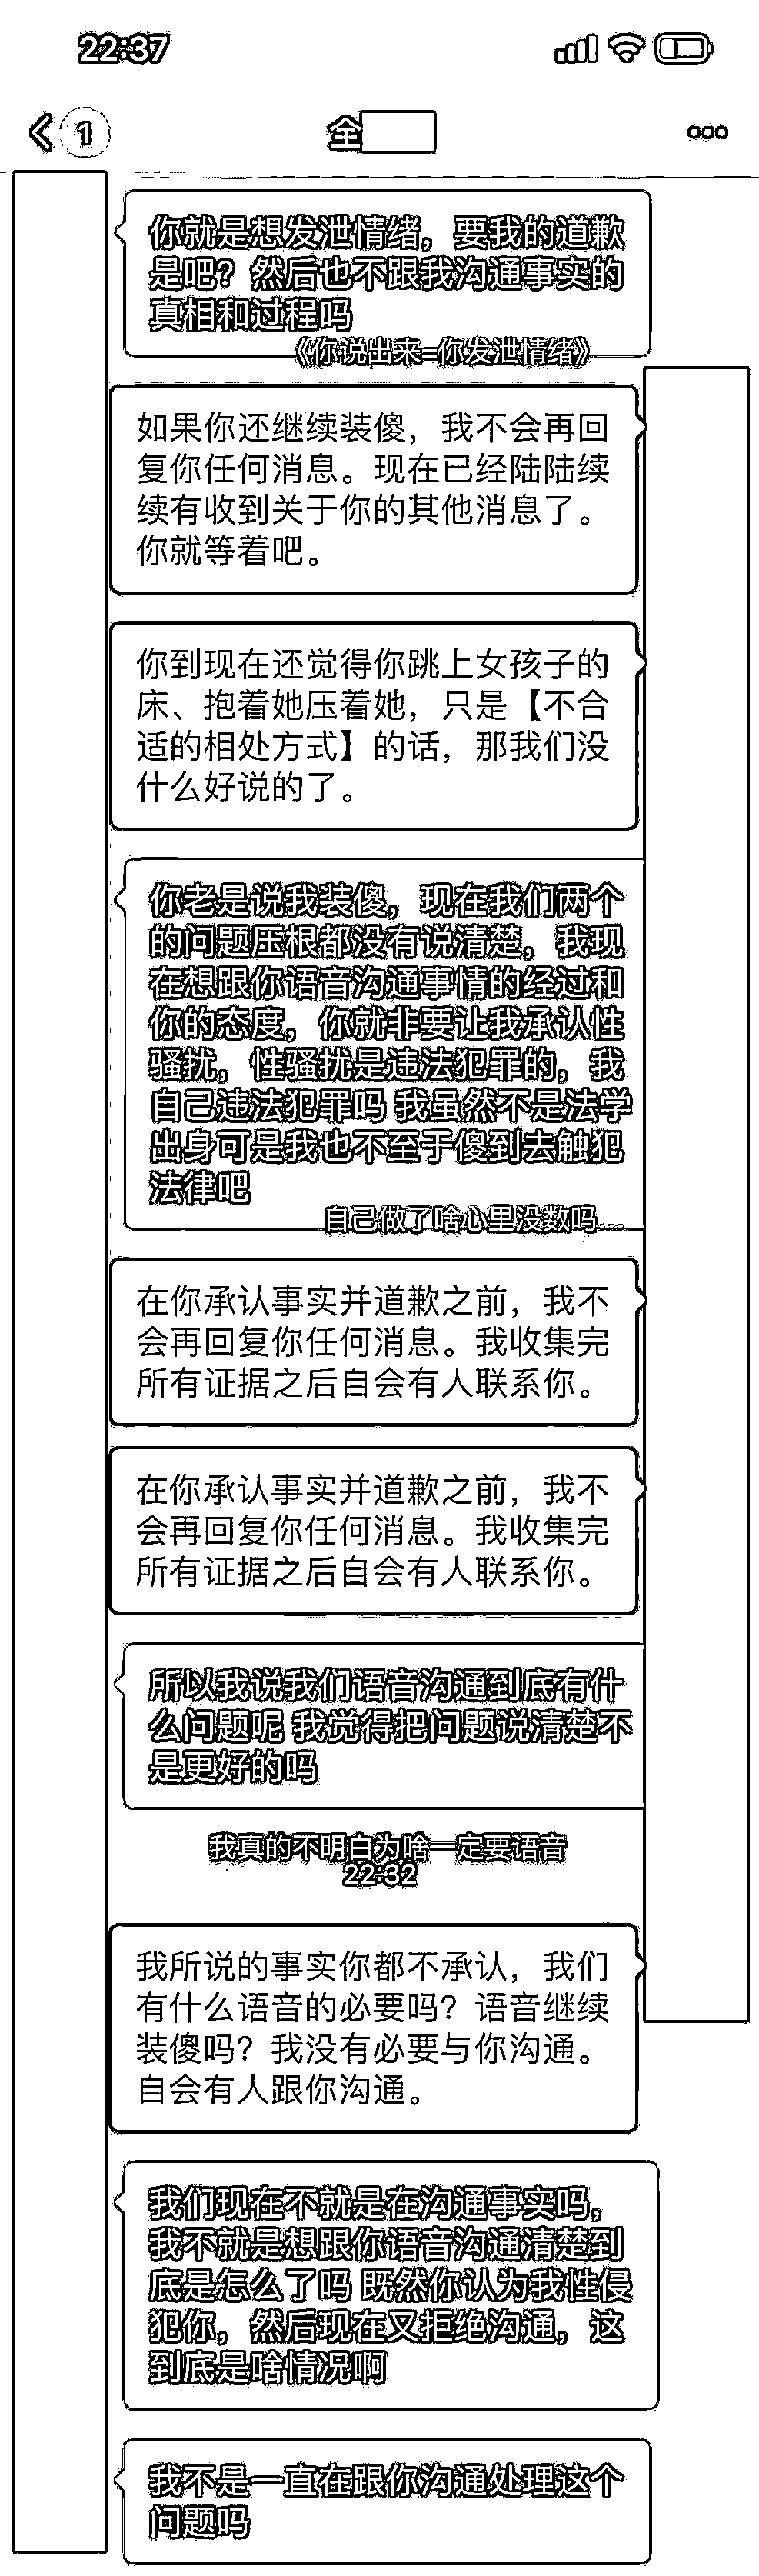 22:37
1
全
你就是想发泄情绪，要我的道歉
是吧？然后也不跟我沟通事实的
真相和过程吗
《你说出来=你发泄情绪》
如果你还继续装傻，我不会再回
复你任何消息。现在已经陆陆续
续有收到关于你的其他消息了。
你就等着吧。
你到现在还觉得你跳上女孩子的
床、抱着她压着她，只是【不合
适的相处方式】的话，那我们没
什么好说的了。
你老是说我装傻，现在我们两个
的问题压根都没有说清楚，我现
在想跟你语音沟通事情的经过和
你的态度，你就非要让我承认性
骚扰，性骚扰是违法犯罪的，我
自己违法犯罪吗 我虽然不是法学
出身可是我也不至于傻到去触犯
法律吧
自己做了啥心里没数吗...
在你承认事实并道歉之前，我不
会再回复你任何消息。我收集完
所有证据之后自会有人联系你。
在你承认事实并道歉之前，我不
会再回复你任何消息。我收集完
所有证据之后自会有人联系你。
所以我说我们语音沟通到底有什
么问题呢 我觉得把问题说清楚不
是更好的吗
我真的不明白为啥一定要语音
22:32
我所说的事实你都不承认，我们
有什么语音的必要吗？语音继续
装傻吗？我没有必要与你沟通。
自会有人跟你沟通。
我们现在不就是在沟通事实吗，
我不就是想跟你语音沟通清楚到
底是怎么了吗 既然你认为我性侵
犯你，然后现在又拒绝沟通，这
到底是啥情况啊
我不是一直在跟你沟通处理这个
问题吗